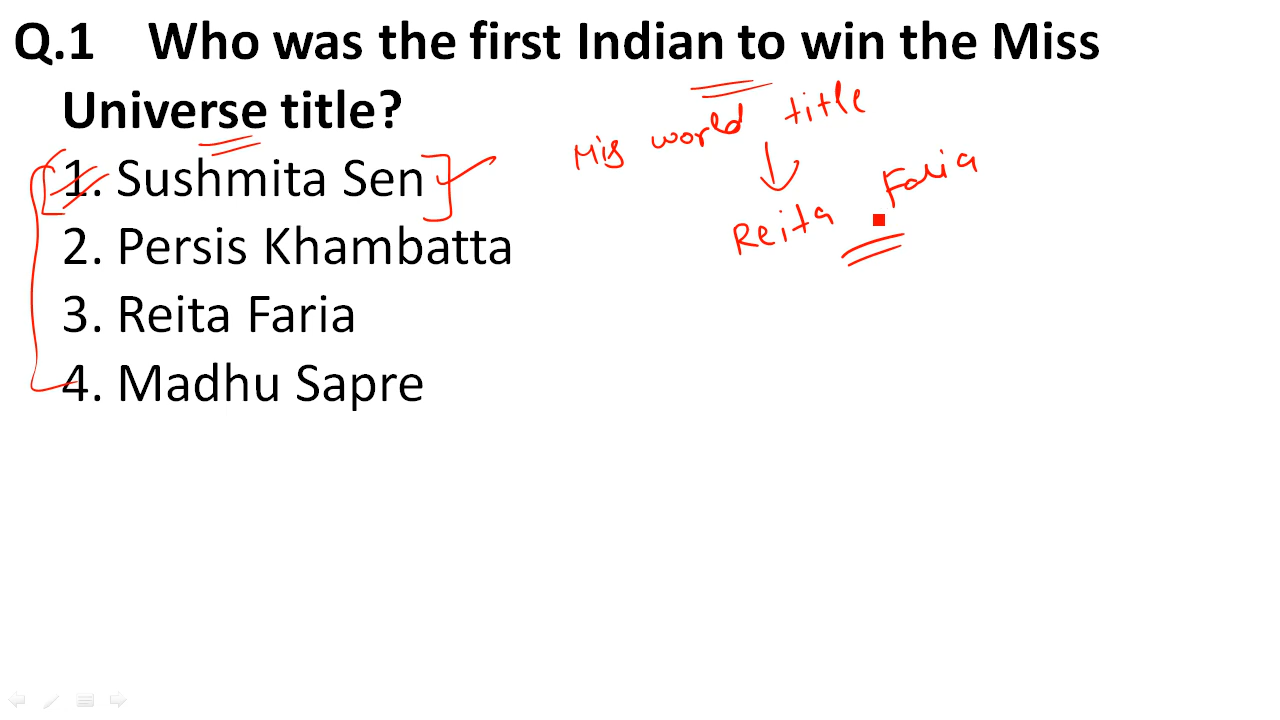 Q.1 Who was the first Indian to win the Miss
Universe title?
Mis world title
Reita Faria
1. Sushmita Sen
2. Persis Khambatta
3. Reita Faria
4. Madhu Sapre